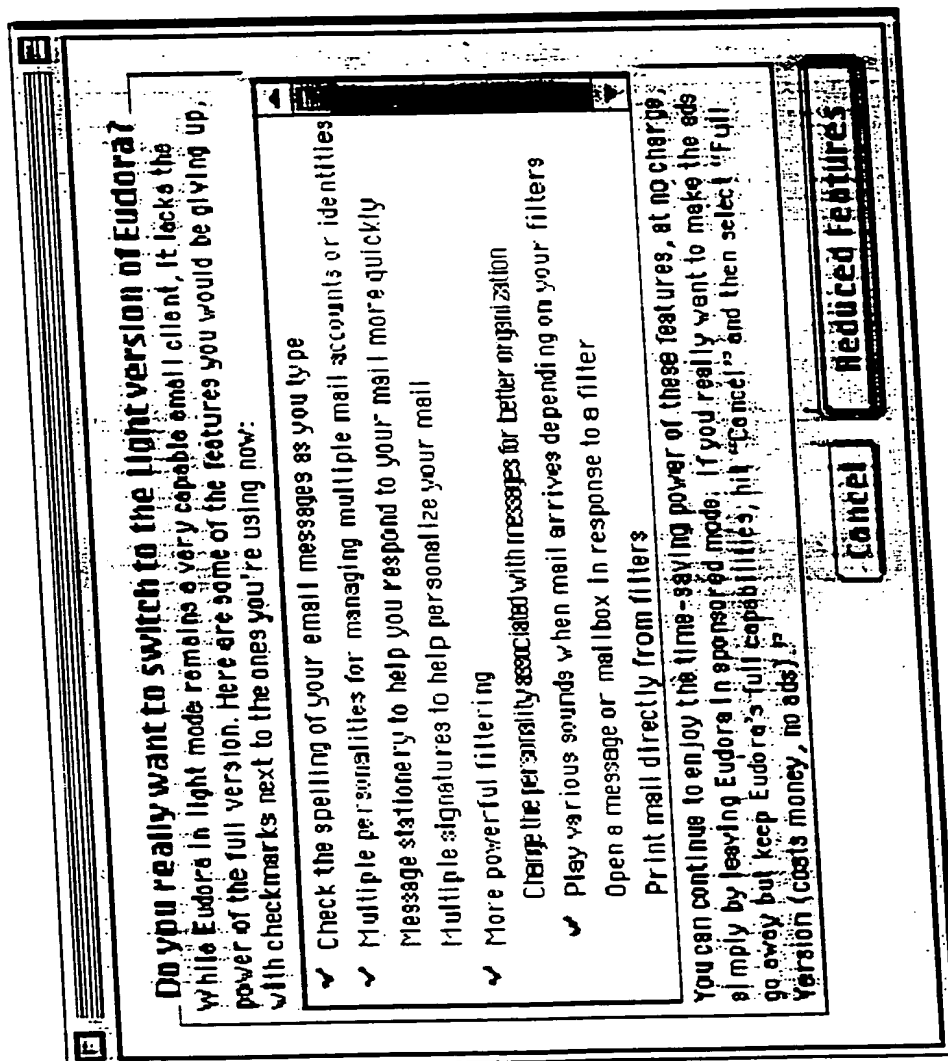 Do you really want to switch to the Light version of Eudora?
While Eudora in light mode remains a very capable email client, it lacks the
power of the full version. Here are some of the features you would be giving up,
with checkmarks next to the ones you're using now:
✓ Check the spelling of your email messages as you type
✓ Multiple personalities for managing multiple mail accounts or identities
Message stationery to help you respond to your mail more quickly
Multiple signatures to help personalize your mail
✓ More powerful filtering
Change the personality associated with messages for better organization
✓ Play various sounds when mail arrives depending on your filters
Open a message or mailbox in response to a filter
Print mail directly from filters
You can continue to enjoy the time-saving power of these features, at no charge,
simply by leaving Eudora in sponsored mode. If you really want to make the ads
go away but keep Eudora's full capabilities, hit "Cancel" and then select "Full
Version (costs money, no ads)."
Cancel
Reduced Features